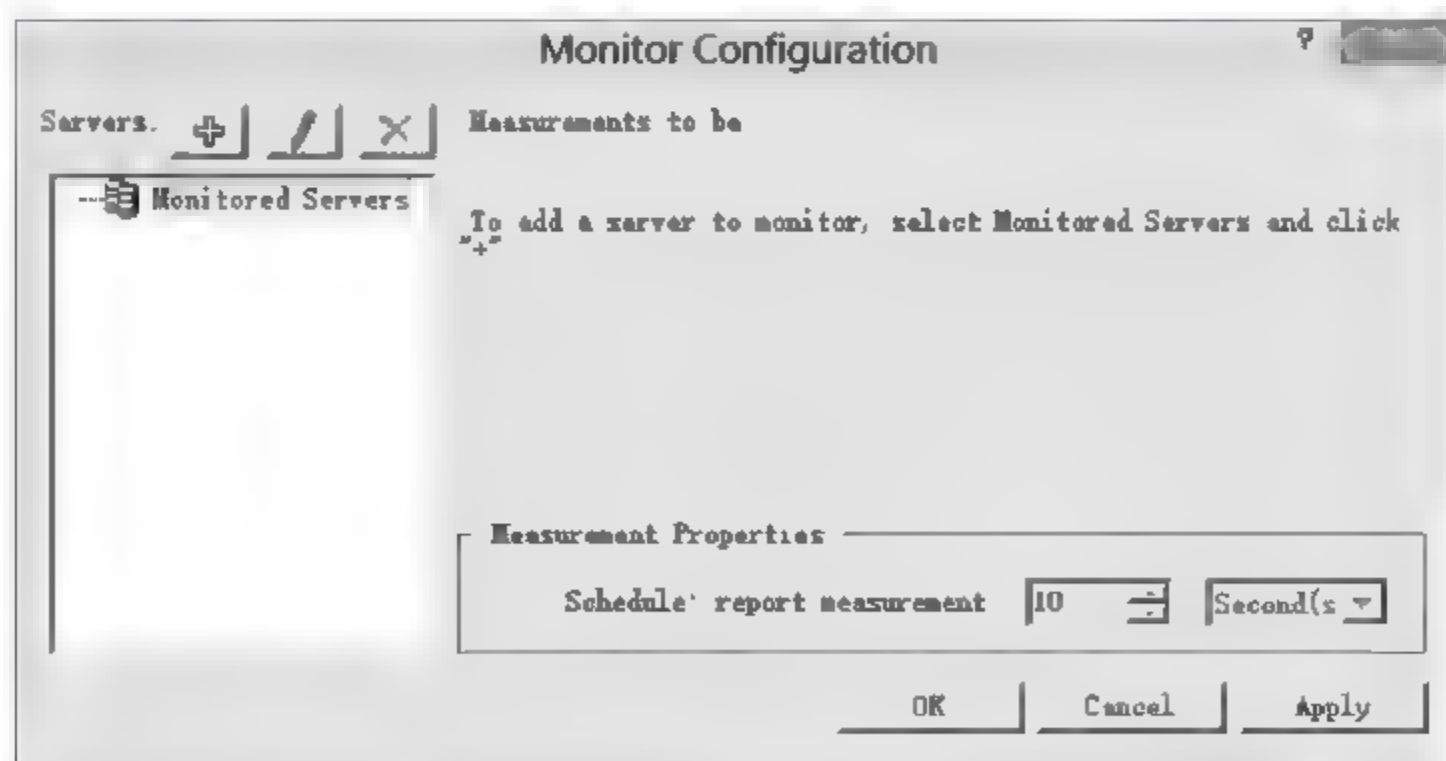 Monitor Configuration
?
Servers.
Measurements to be
Monitored Servers
To add a server to monitor, select Monitored Servers and click
"+"
Measurement Properties
Schedule' report measurement 10 Second(s
OK Cancel Apply